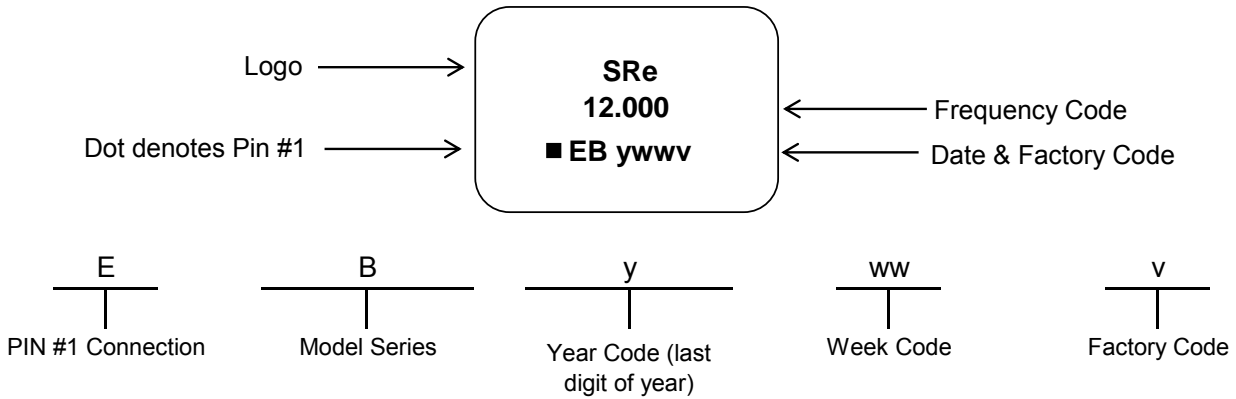 Logo
SRe
12.000
Frequency Code
Dot denotes Pin #1
■ EB ywwv
Date & Factory Code
E B y ww v
PIN #1 Connection
Model Series
Year Code (last
digit of year)
Week Code
Factory Code